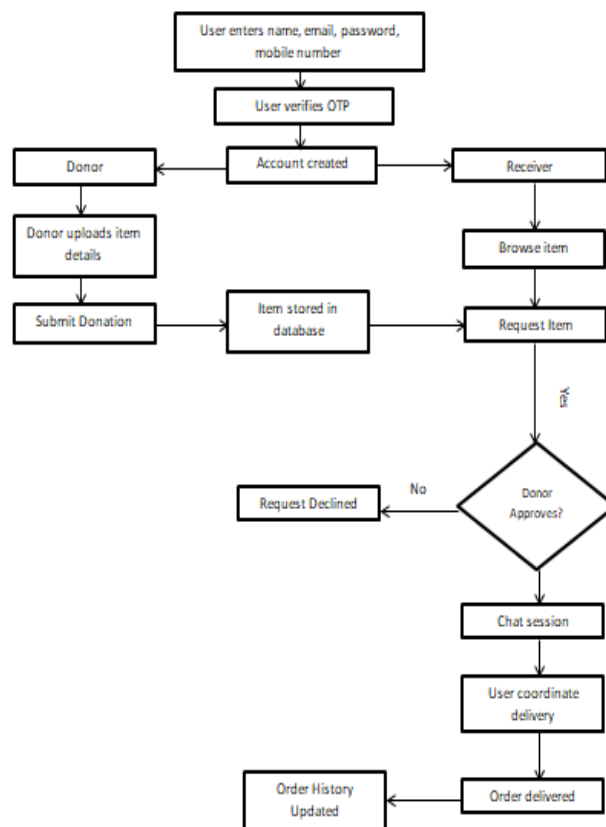 User enters name, email, password,
mobile number
User verifies OTP
Donor
Account created
Receiver
Donor uploads item
details
Browse item
Submit Donation
Item stored in
database
Request Item
Yes
Donor
Approves?
No
Request Declined
Chat session
User coordinate
delivery
Order delivered
Order History
Updated